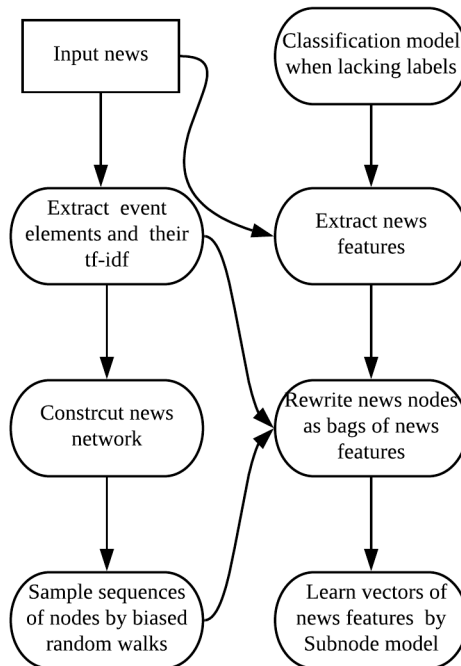 Input news
Extract event
elements and their
tf-idf
Constrcut news
network
Sample sequences
of nodes by biased
random walks
Classification model
when lacking labels
Extract news
features
Rewrite news nodes
as bags of news
features
Learn vectors of
news features by
Subnode model